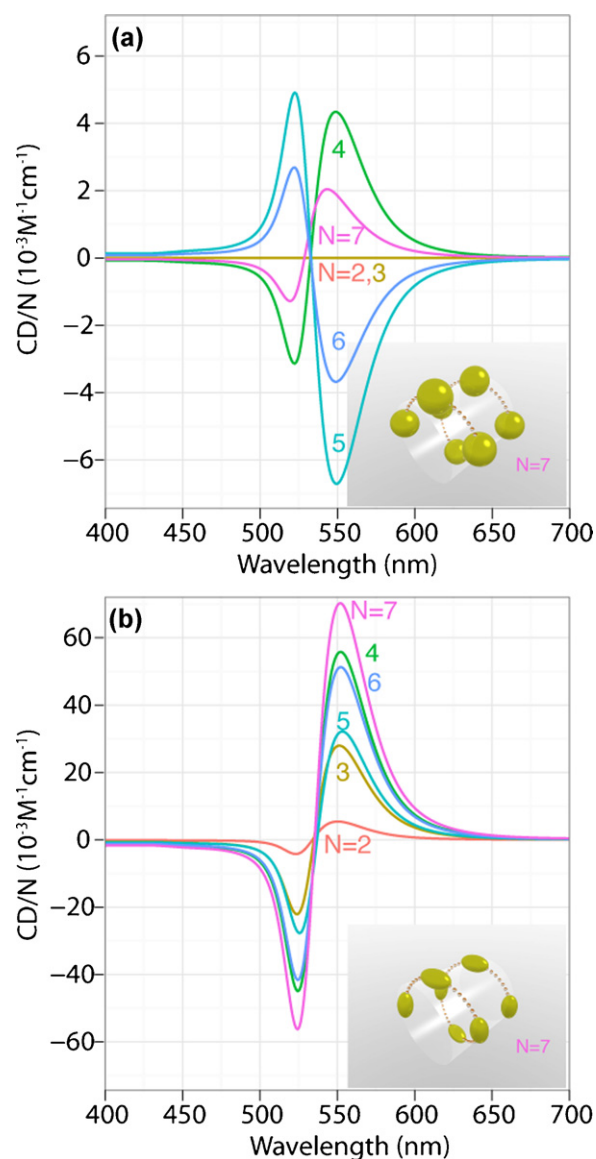 (a)
CD/N (10⁻³M⁻¹cm⁻¹)
6
4
2
0
−2
−4
−6
4
N=7
N=2,3
6
5
N=7
400 450 500 550 600 650 700
Wavelength (nm)
(b)
CD/N (10⁻³M⁻¹cm⁻¹)
60
40
20
0
−20
−40
−60
N=7
4
6
5
3
N=2
N=7
400 450 500 550 600 650 700
Wavelength (nm)